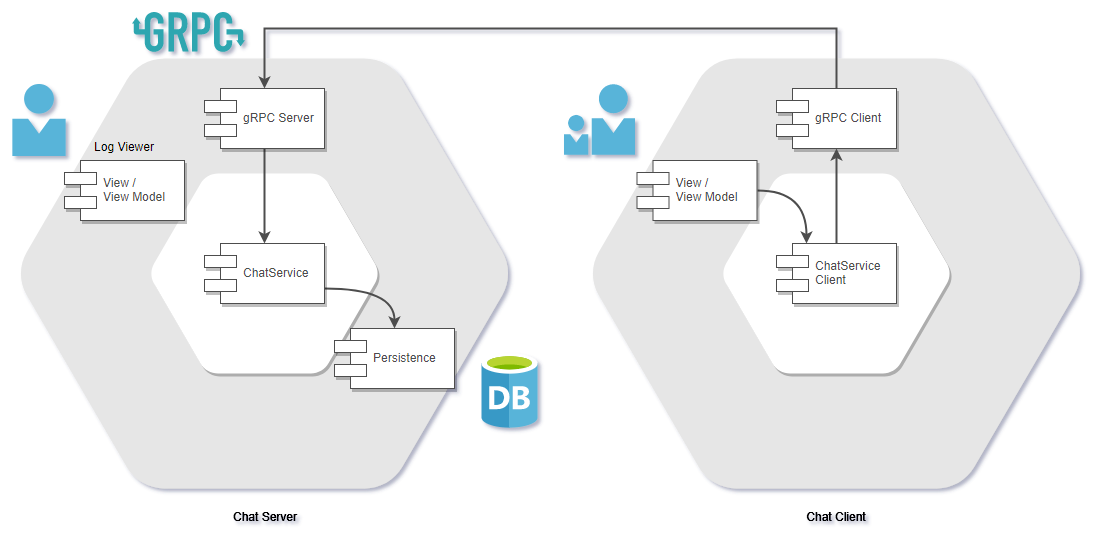 GRPC
gRPC Server
Log Viewer
View /
View Model
ChatService
Persistence
DB
Chat Server
gRPC Client
View /
View Model
ChatService
Client
Chat Client